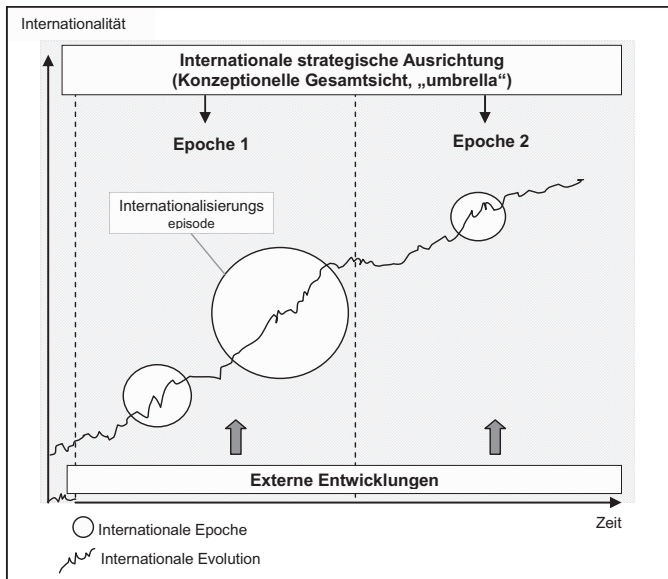 Internationalität
Internationale strategische Ausrichtung
(Konzeptionelle Gesamtsicht, „umbrella“)
Epoche 1
Epoche 2
Internationalisierungs
episode
Externe Entwicklungen
Zeit
Internationale Epoche
Internationale Evolution